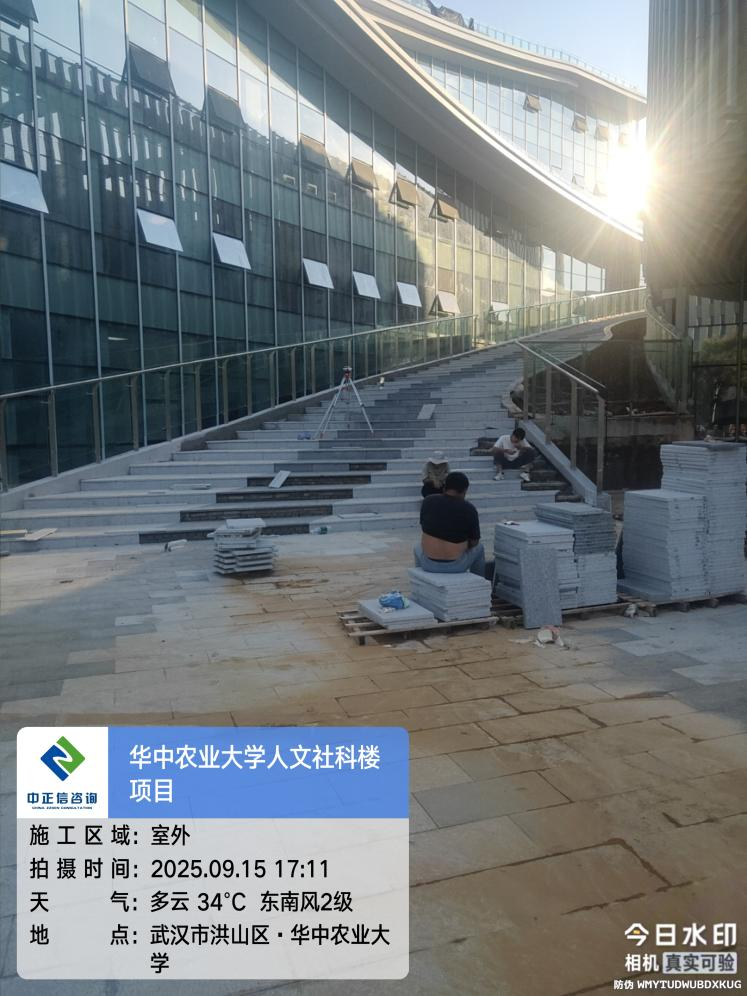 中正信咨询
华中农业大学人文社科楼
项目
施工区域：室外
拍摄时间：2025.09.15 17:11
天气：多云 34℃ 东南风2级
地点：武汉市洪山区·华中农业大
学
今日水印
相机 真实可验
防伪 WMYTUDWUBDXKUG